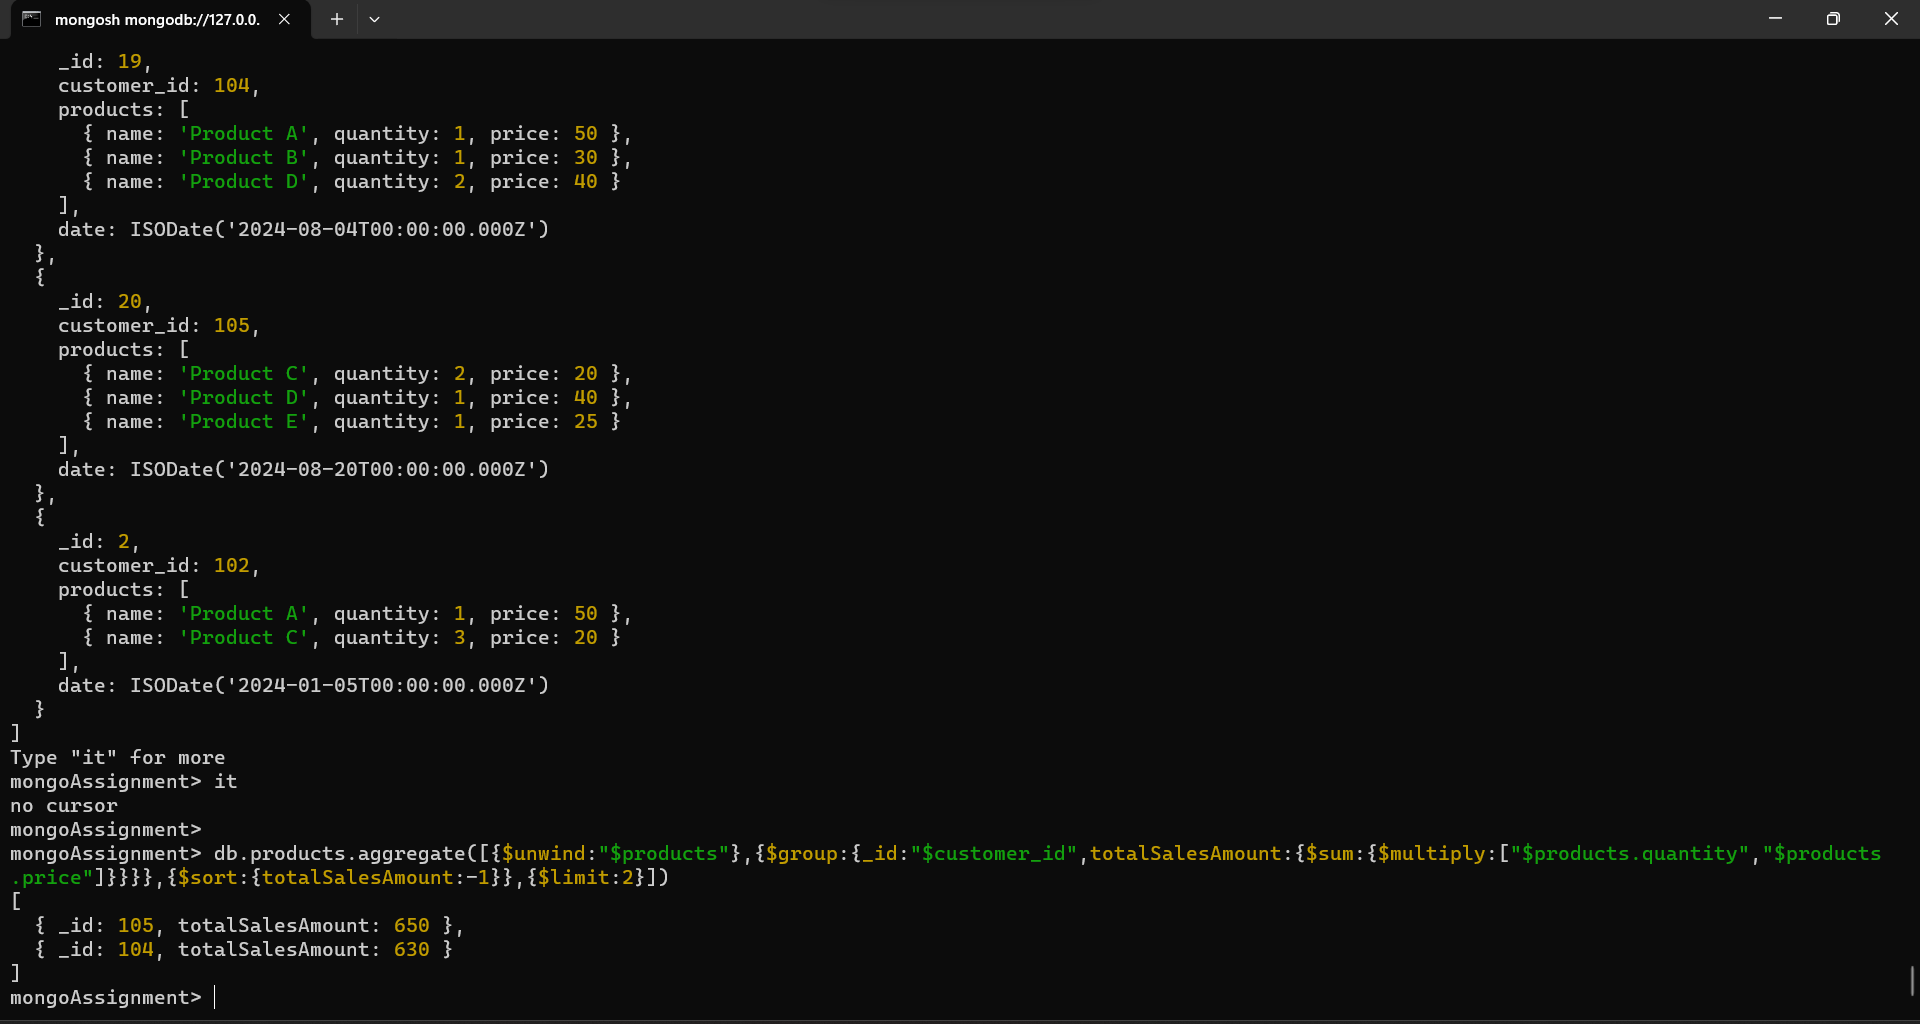 mongosh mongodb://127.0.0.
_id: 19,
customer_id: 104,
products: [
{ name: 'Product A', quantity: 1, price: 50 },
{ name: 'Product B', quantity: 1, price: 30 },
{ name: 'Product D', quantity: 2, price: 40 }
],
date: ISODate('2024-08-04T00:00:00.000Z')
},
{
_id: 20,
customer_id: 105,
products: [
{ name: 'Product C', quantity: 2, price: 20 },
{ name: 'Product D', quantity: 1, price: 40 },
{ name: 'Product E', quantity: 1, price: 25 }
],
date: ISODate('2024-08-20T00:00:00.000Z')
},
{
_id: 2,
customer_id: 102,
products: [
{ name: 'Product A', quantity: 1, price: 50 },
{ name: 'Product C', quantity: 3, price: 20 }
],
date: ISODate('2024-01-05T00:00:00.000Z')
}
]
Type "it" for more
mongoAssignment> it
no cursor
mongoAssignment>
mongoAssignment> db.products.aggregate([{$unwind:"$products"},{$group:{_id:"$customer_id",totalSalesAmount:{$sum:{$multiply:["$products.quantity","$products
.price"]}}}},{$sort:{totalSalesAmount:-1}},{$limit:2}])
[
{ _id: 105, totalSalesAmount: 650 },
{ _id: 104, totalSalesAmount: 630 }
]
mongoAssignment>